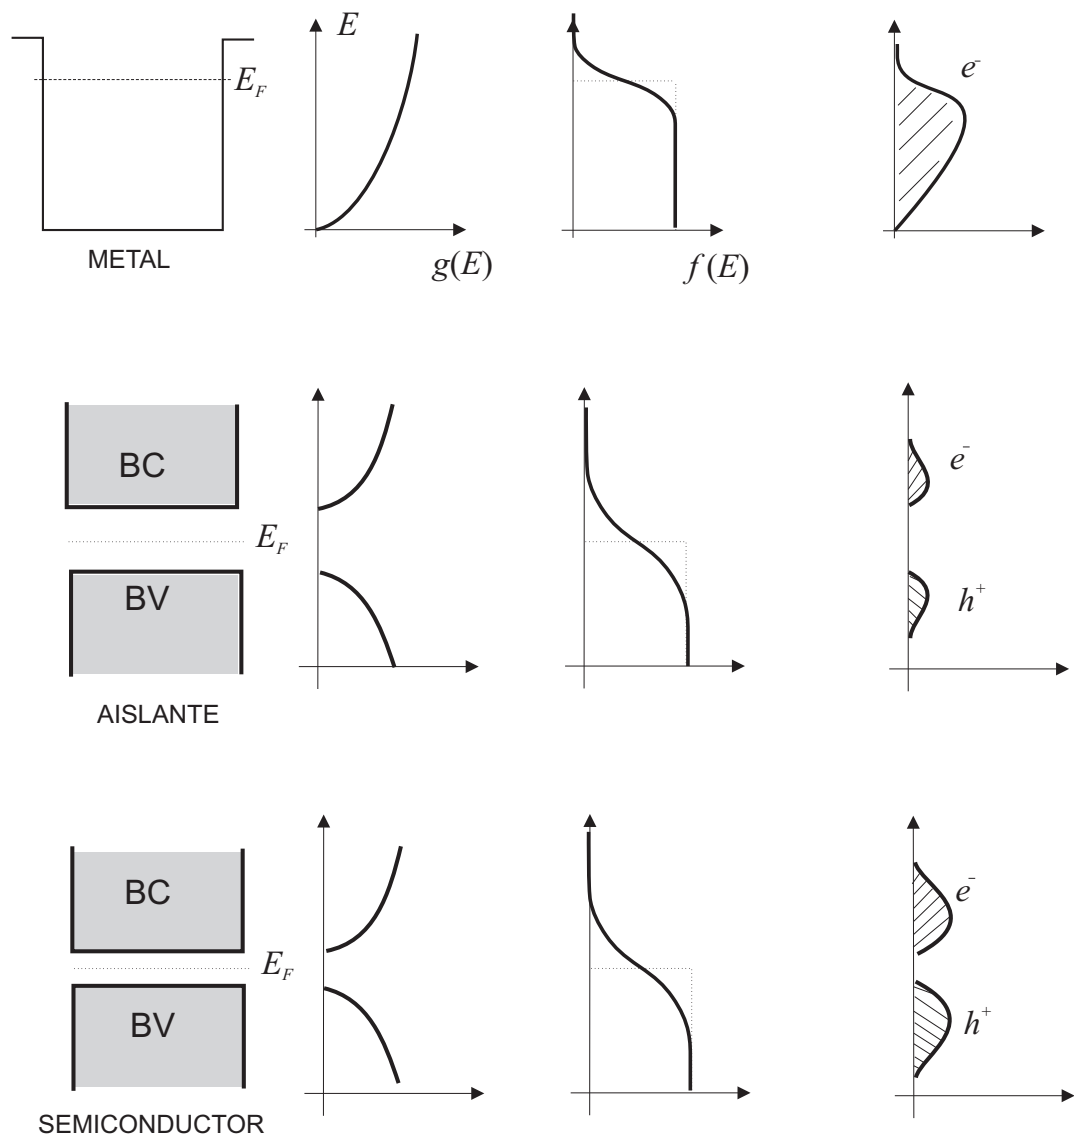 E
e⁻
E_F
METAL
g(E)
f(E)
BC
e⁻
E_F
BV
h⁺
AISLANTE
BC
e⁻
E_F
BV
h⁺
SEMICONDUCTOR